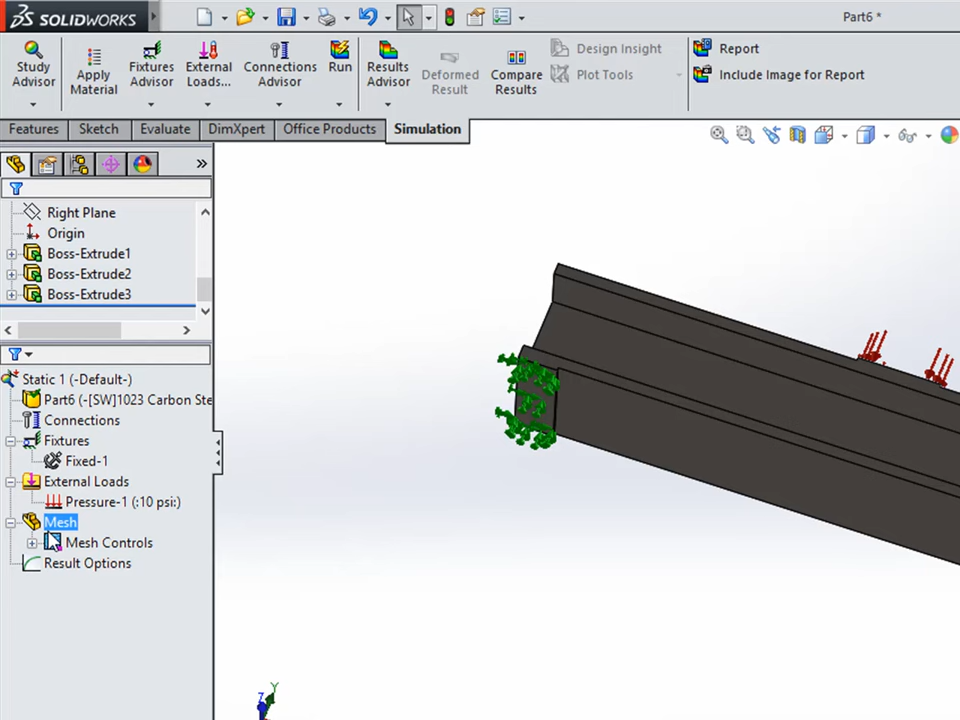 SOLIDWORKS
Part6 *
Study Advisor
Apply Material
Fixtures Advisor
External Loads...
Connections Advisor
Run
Results Advisor
Deformed Result
Compare Results
Design Insight
Plot Tools
Report
Include Image for Report
Features
Sketch
Evaluate
DimXpert
Office Products
Simulation
Right Plane
Origin
Boss-Extrude1
Boss-Extrude2
Boss-Extrude3
Static 1 (-Default-)
Part6 (-[SW]1023 Carbon Ste
Connections
Fixtures
Fixed-1
External Loads
Pressure-1 (:10 psi:)
Mesh
Mesh Controls
Result Options
Y
Z